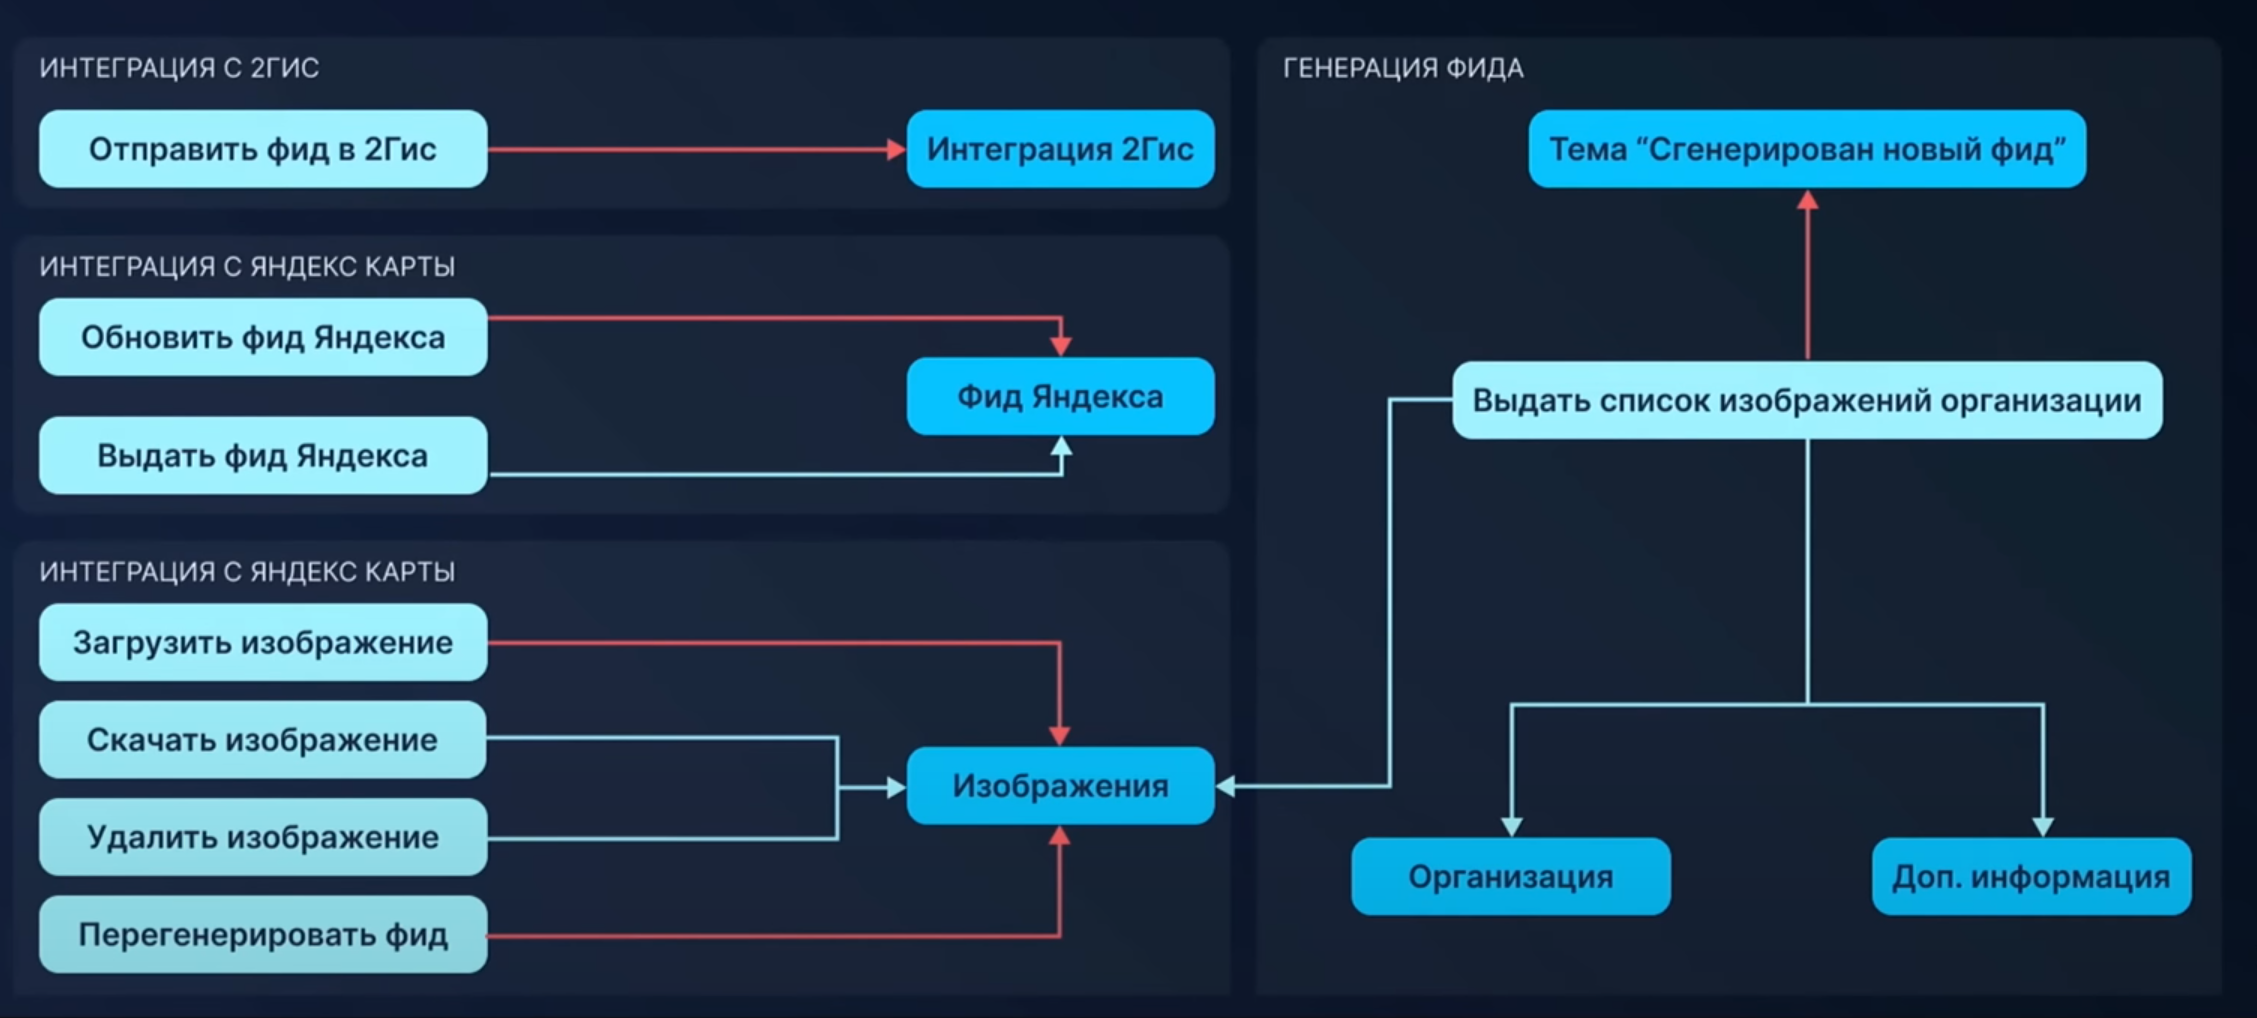 ИНТЕГРАЦИЯ С 2ГИС
Отправить фид в 2Гис
Интеграция 2Гис
ИНТЕГРАЦИЯ С ЯНДЕКС КАРТЫ
Обновить фид Яндекса
Фид Яндекса
Выдать фид Яндекса
ИНТЕГРАЦИЯ С ЯНДЕКС КАРТЫ
Загрузить изображение
Скачать изображение
Изображения
Удалить изображение
Перегенерировать фид
ГЕНЕРАЦИЯ ФИДА
Тема “Сгенерирован новый фид”
Выдать список изображений организации
Организация
Доп. информация